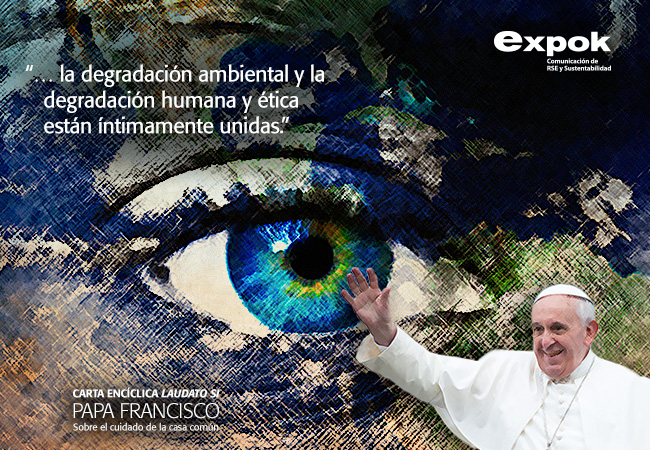 “… la degradación ambiental y la
degradación humana y ética
están íntimamente unidas.”
expok
Comunicación de
RSE y Sustentabilidad
CARTA ENCÍCLICA LAUDATO SI
PAPA FRANCISCO
Sobre el cuidado de la casa común